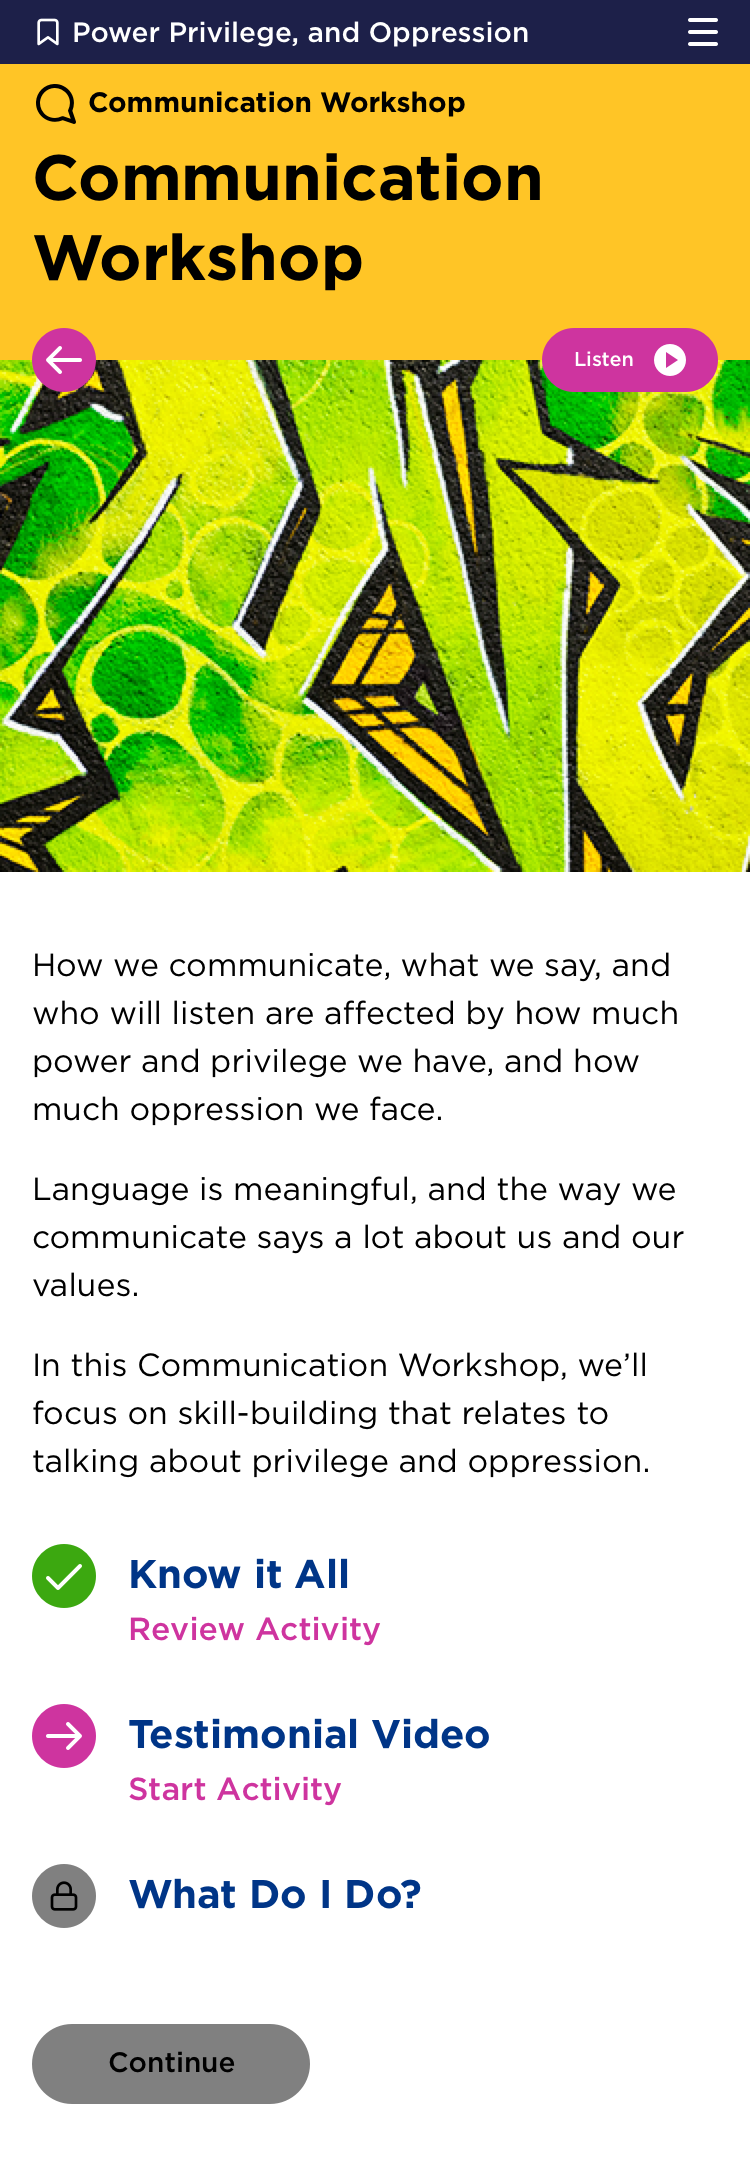 Power Privilege, and Oppression
Communication Workshop
Communication
Workshop
Listen
How we communicate, what we say, and
who will listen are affected by how much
power and privilege we have, and how
much oppression we face.
Language is meaningful, and the way we
communicate says a lot about us and our
values.
In this Communication Workshop, we’ll
focus on skill-building that relates to
talking about privilege and oppression.
Know it All
Review Activity
Testimonial Video
Start Activity
What Do I Do?
Continue